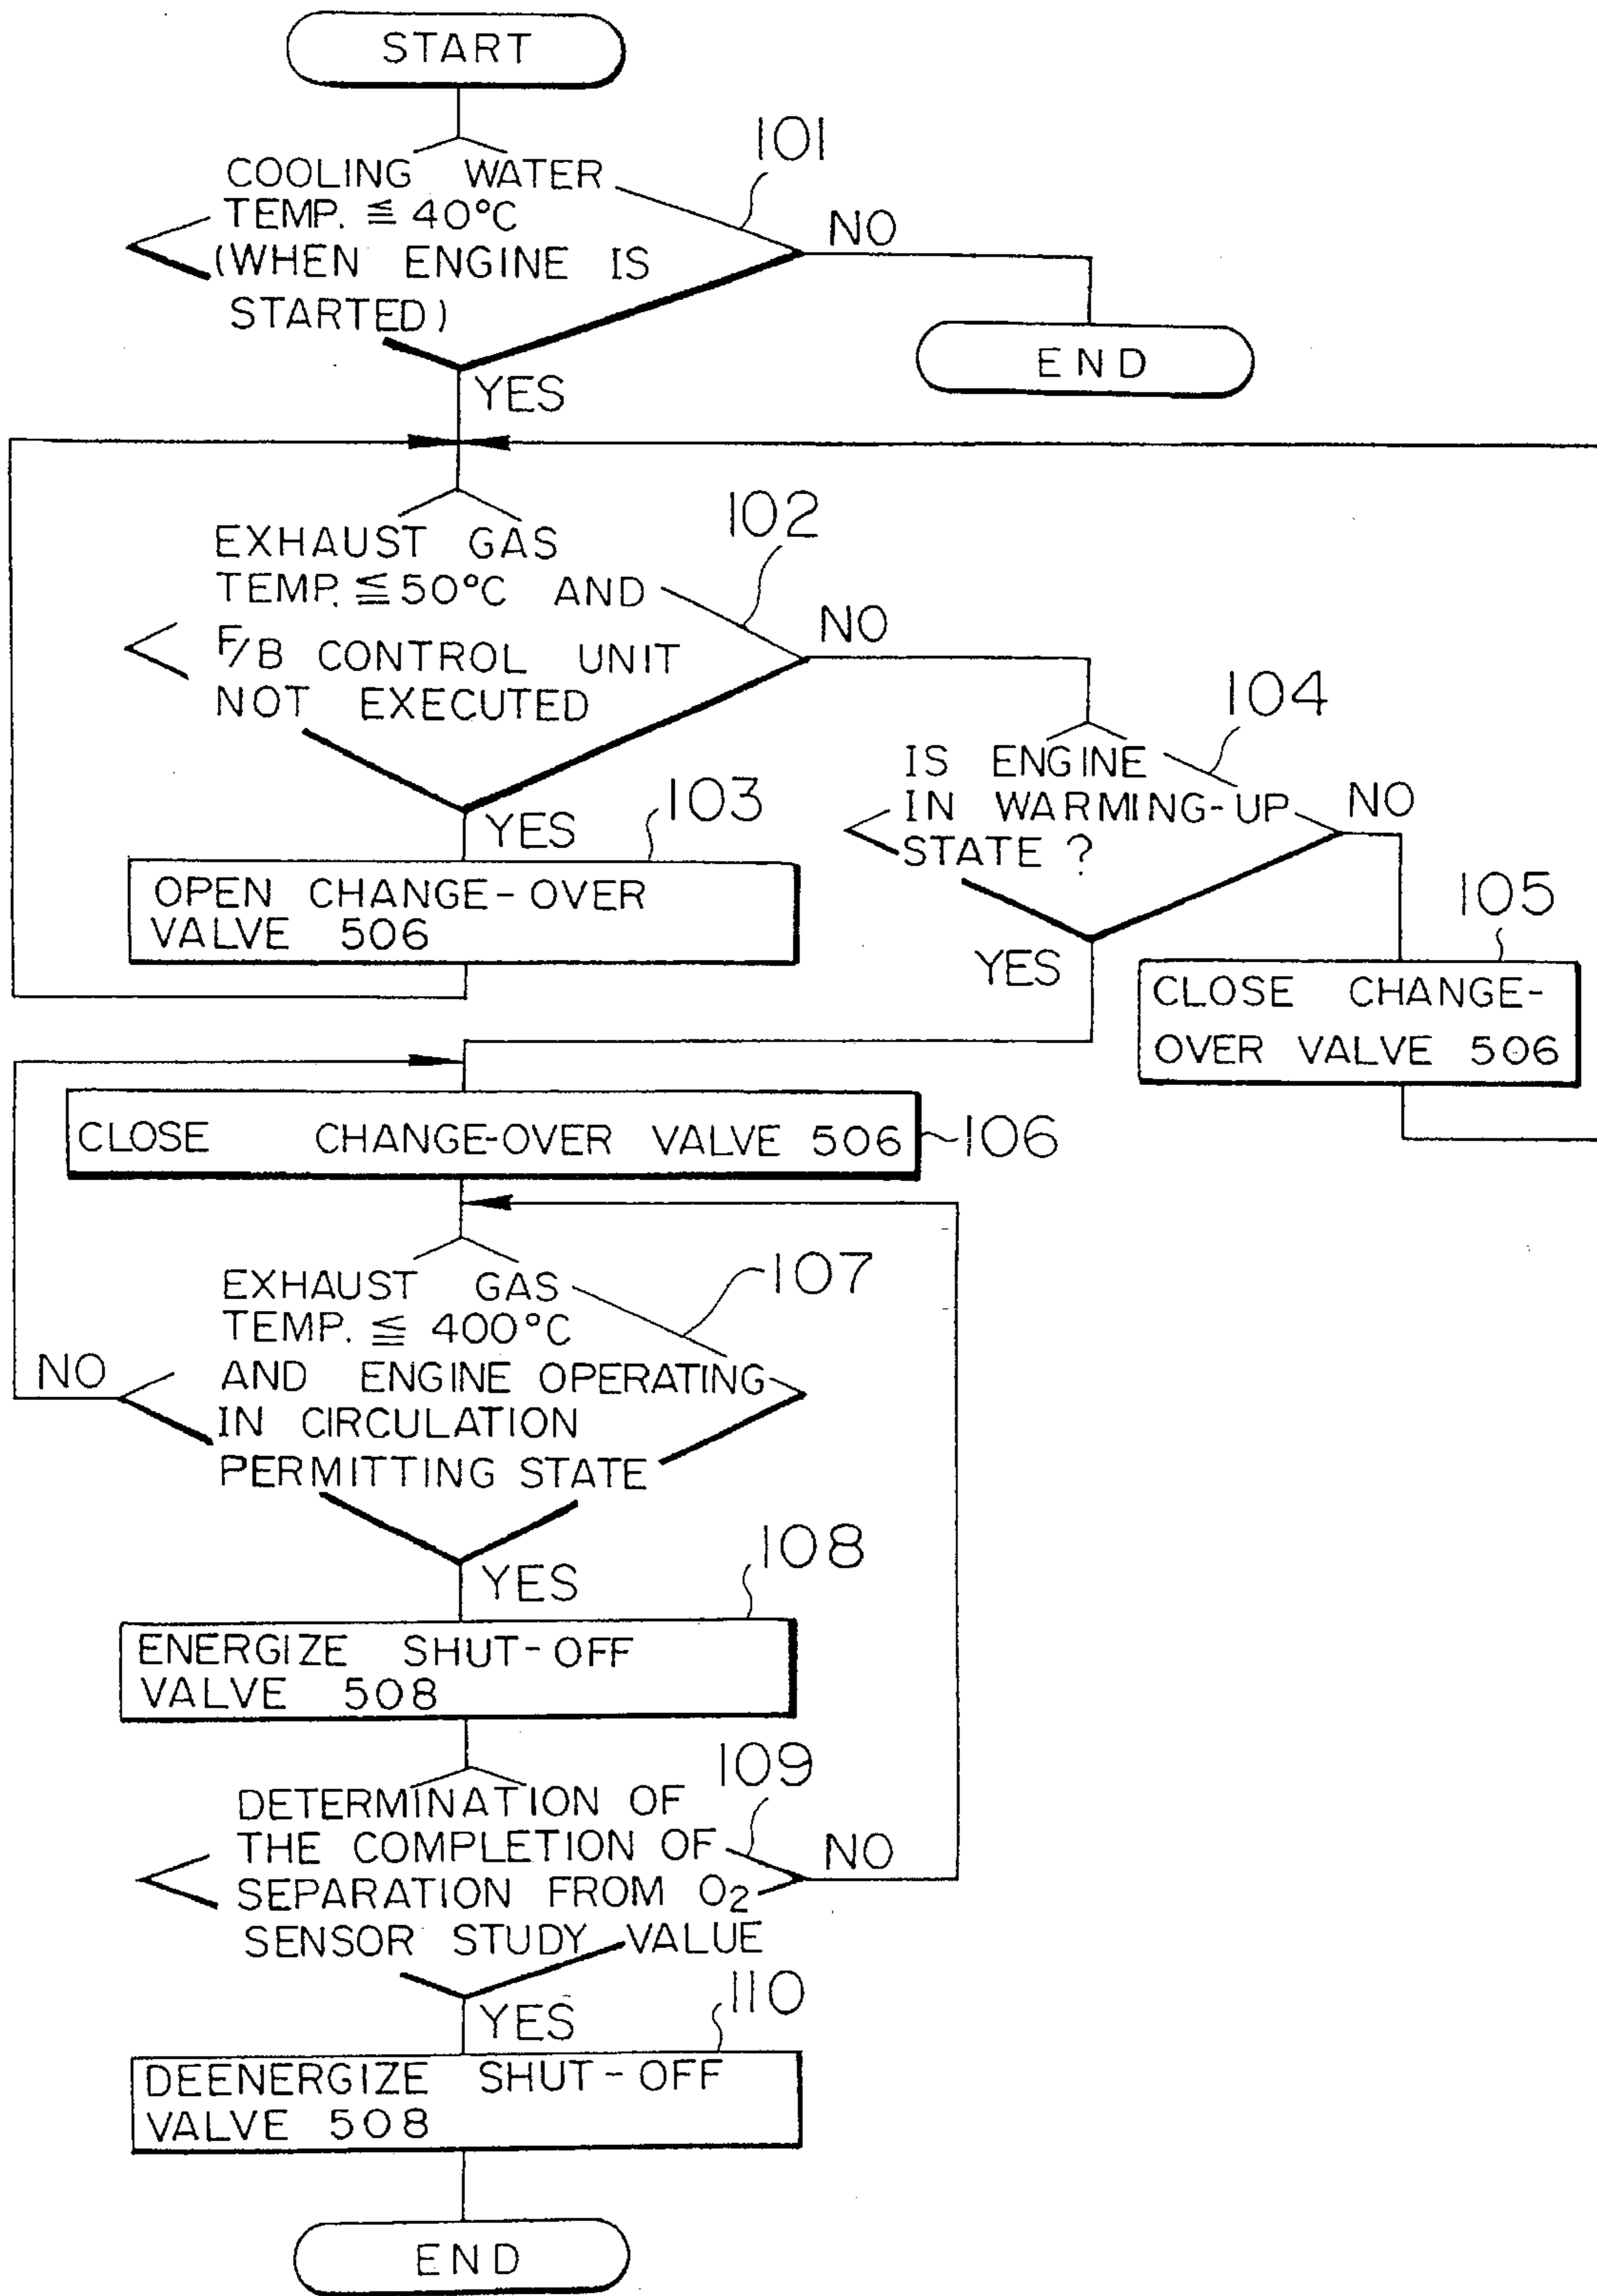 START
101
COOLING WATER
TEMP. ≦ 40°C
(WHEN ENGINE IS
STARTED)
NO
END
YES
102
EXHAUST GAS
TEMP. ≦ 50°C AND
F/B CONTROL UNIT
NOT EXECUTED
NO
YES
103
OPEN CHANGE-OVER
VALVE 506
104
IS ENGINE
IN WARMING-UP
STATE ?
NO
YES
105
CLOSE CHANGE-
OVER VALVE 506
CLOSE CHANGE-OVER VALVE 506
106
107
EXHAUST GAS
TEMP. ≦ 400°C
AND ENGINE OPERATING
IN CIRCULATION
PERMITTING STATE
NO
YES
108
ENERGIZE SHUT-OFF
VALVE 508
109
DETERMINATION OF
THE COMPLETION OF
SEPARATION FROM O₂
SENSOR STUDY VALUE
NO
YES
110
DEENERGIZE SHUT-OFF
VALVE 508
END